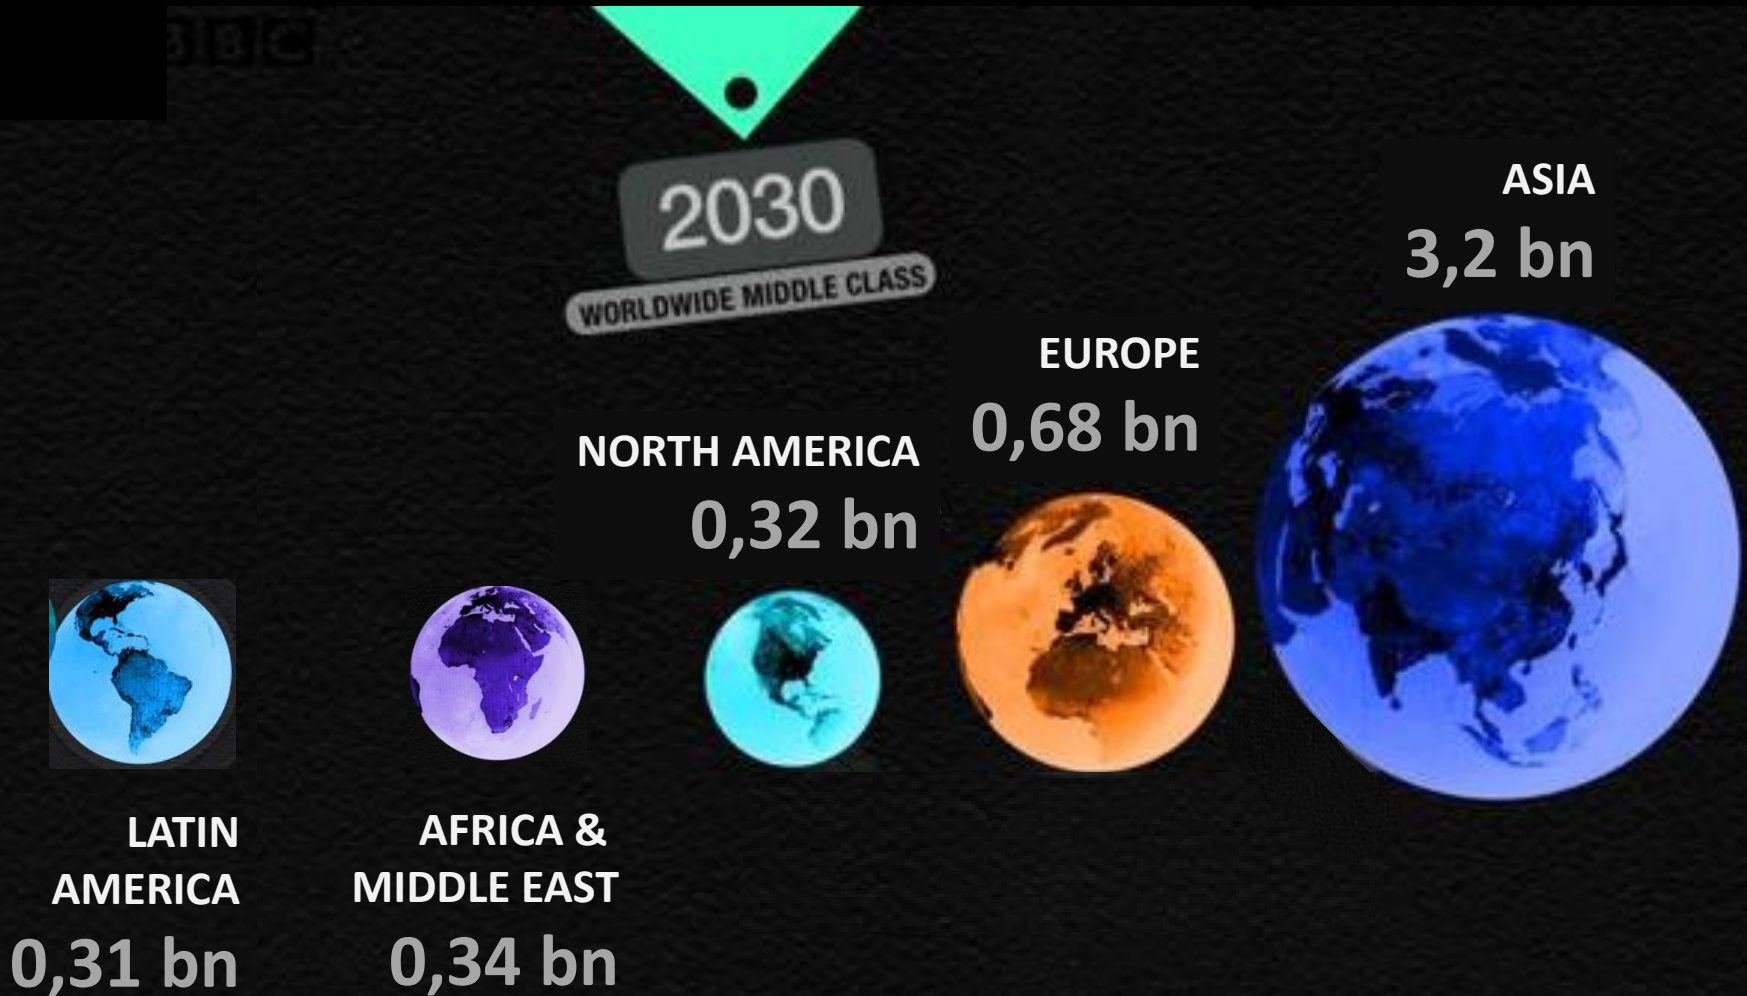 BBC
2030
WORLDWIDE MIDDLE CLASS
ASIA
3,2 bn
EUROPE
0,68 bn
NORTH AMERICA
0,32 bn
LATIN
AMERICA
0,31 bn
AFRICA &
MIDDLE EAST
0,34 bn